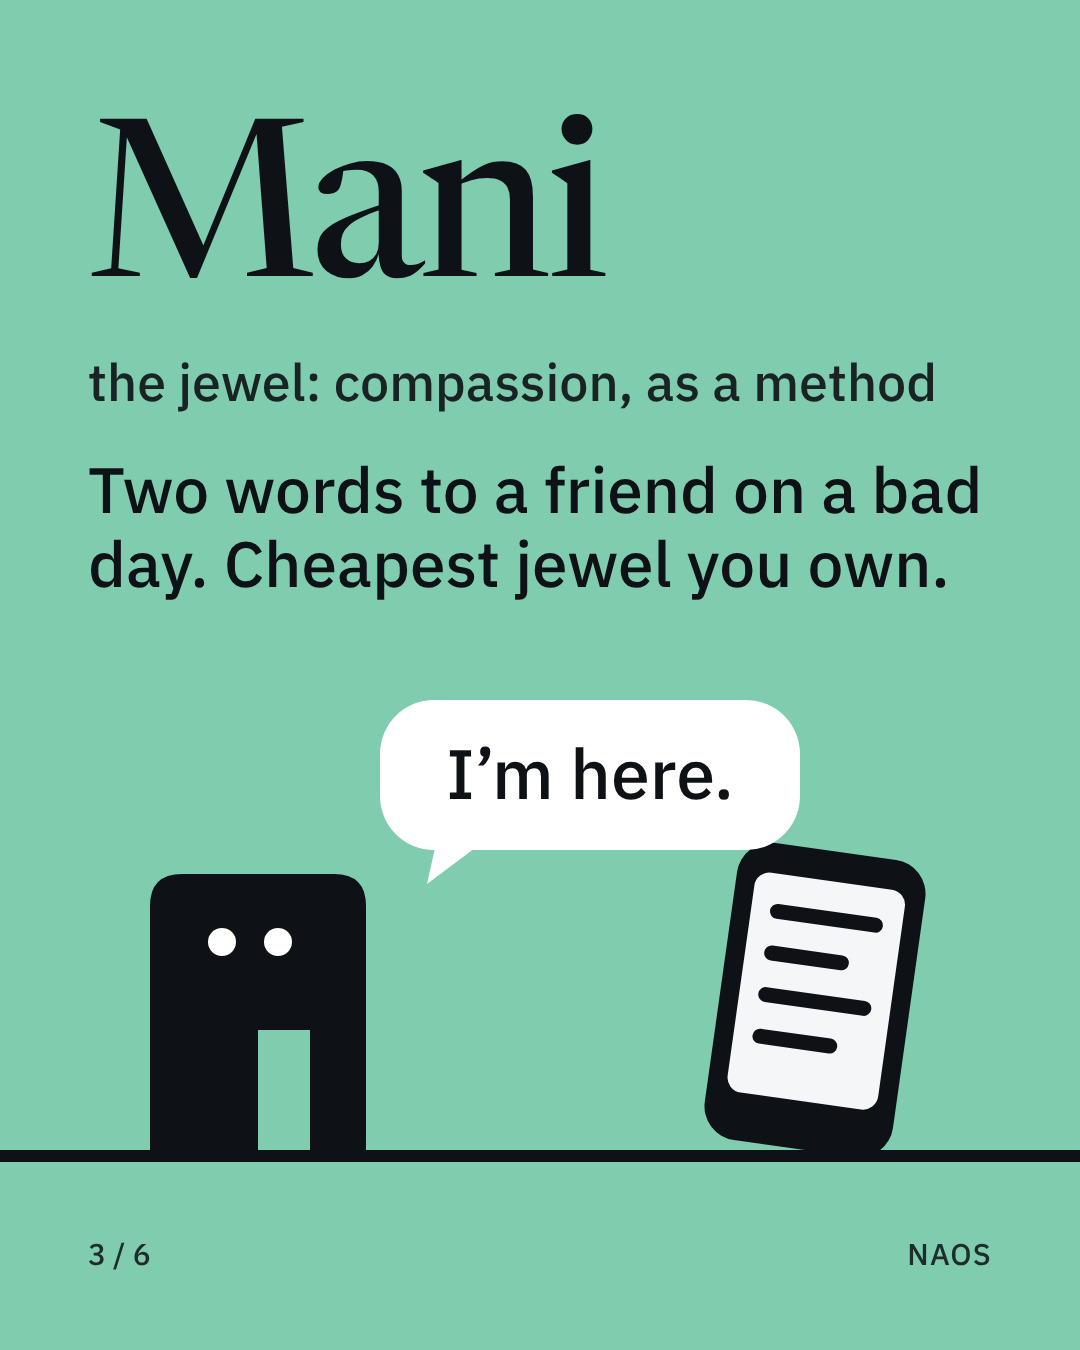 Mani
the jewel: compassion, as a method
Two words to a friend on a bad
day. Cheapest jewel you own.
I’m here.
3 / 6
NAOS